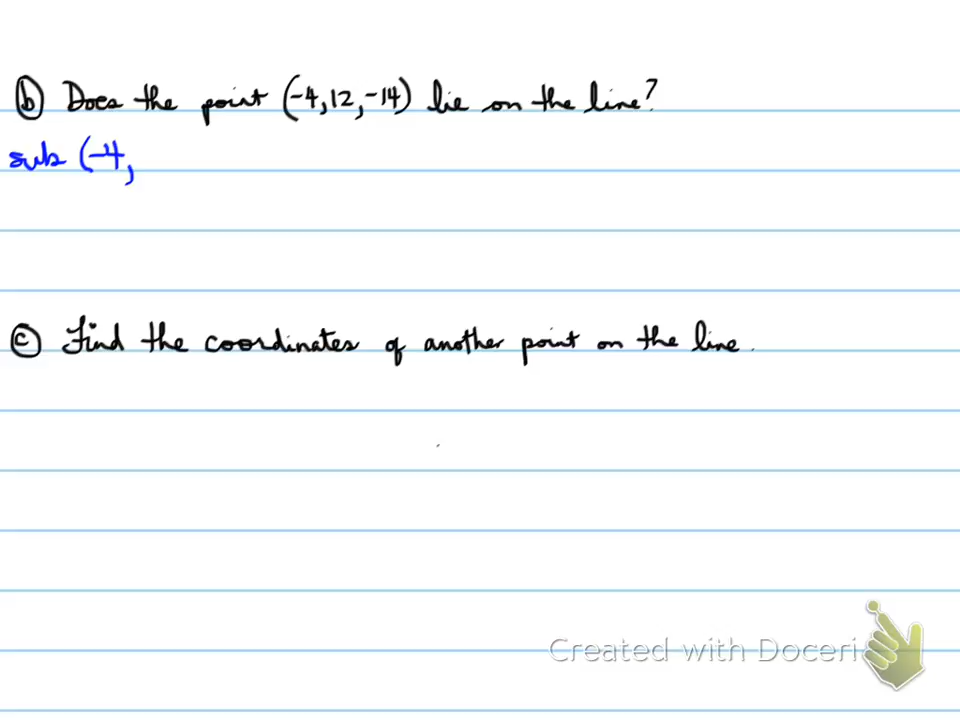 (b) Does the point (-4, 12, -14) lie on the line?
sub (-4,
(c) Find the coordinates of another point on the line.
Created with Doceri